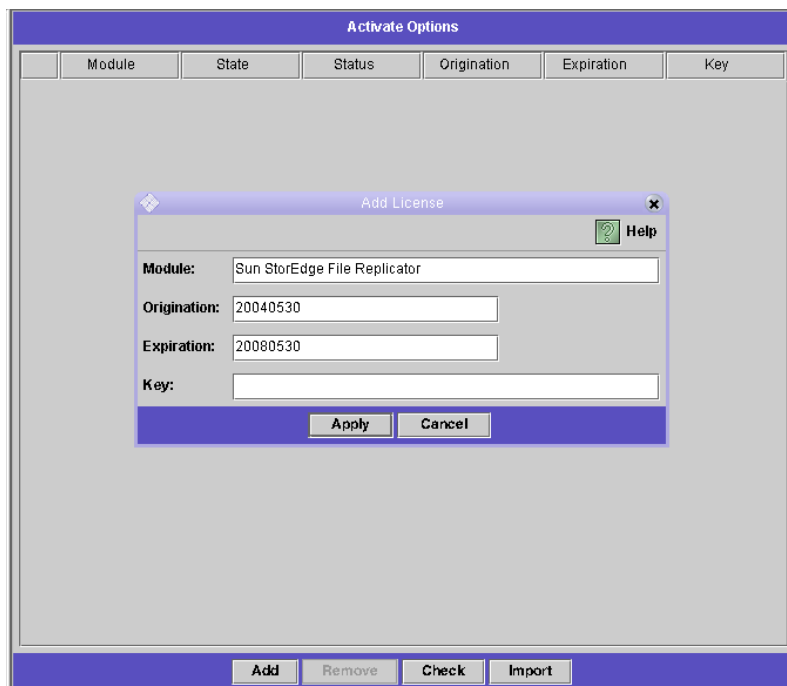 Activate Options
Module State Status Origination Expiration Key
Add License
Help
Module: Sun StorEdge File Replicator
Origination: 20040530
Expiration: 20080530
Key:
Apply Cancel
Add Remove Check Import